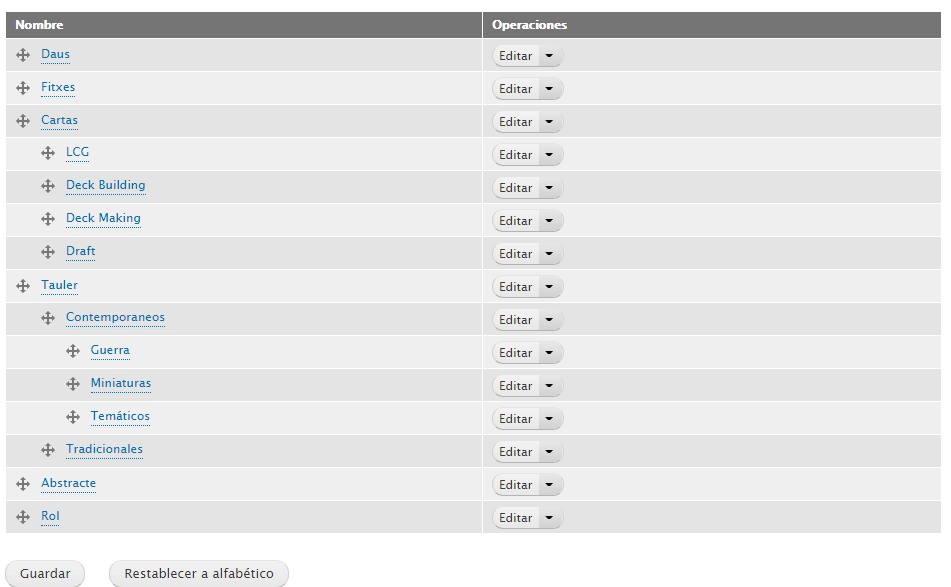 Nombre Operaciones
Daus Editar
Fitxes Editar
Cartas Editar
LCG Editar
Deck Building Editar
Deck Making Editar
Draft Editar
Tauler Editar
Contemporaneos Editar
Guerra Editar
Miniaturas Editar
Temáticos Editar
Tradicionales Editar
Abstracte Editar
Rol Editar
Guardar Restablecer a alfabético